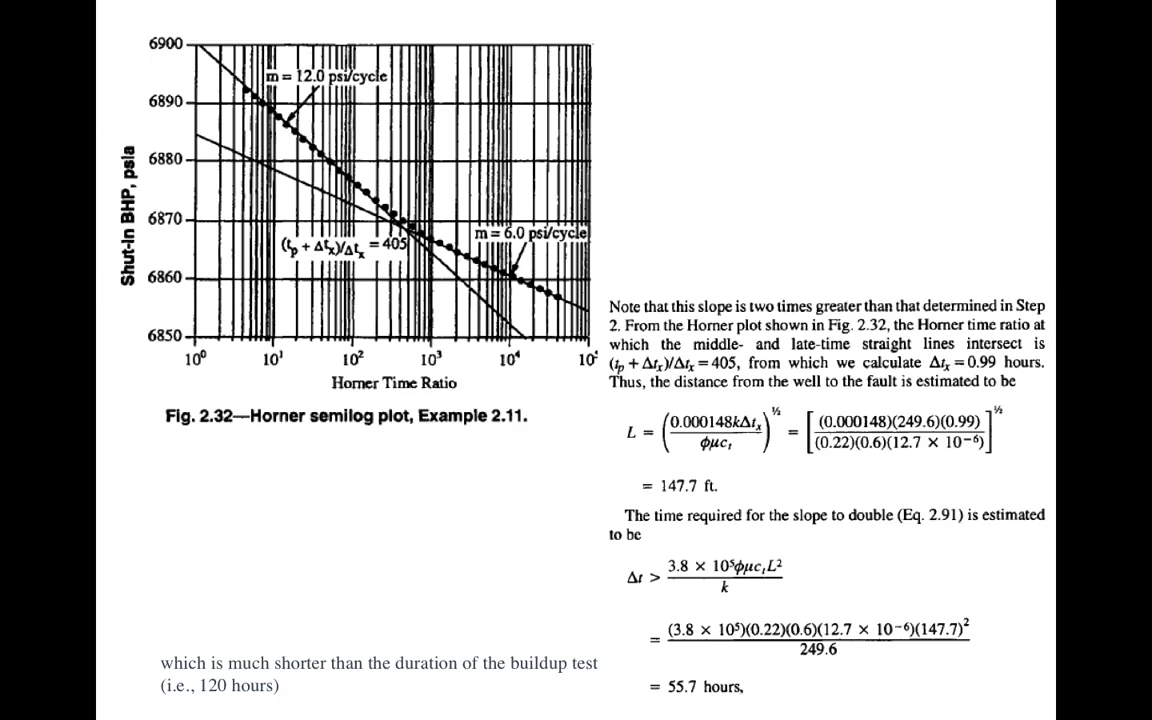 6900
6890
6880
6870
6860
6850
Shut-In BHP, psia
m = 12.0 psi/cycle
m = 6.0 psi/cycle
(tp + Δtx)/Δtx = 405
10⁰ 10¹ 10² 10³ 10⁴ 10⁵
Horner Time Ratio
Fig. 2.32—Horner semilog plot, Example 2.11.
which is much shorter than the duration of the buildup test
(i.e., 120 hours)
Note that this slope is two times greater than that determined in Step
2. From the Horner plot shown in Fig. 2.32, the Horner time ratio at
which the middle- and late-time straight lines intersect is
(tp + Δtx)/Δtx = 405, from which we calculate Δtx = 0.99 hours.
Thus, the distance from the well to the fault is estimated to be
L = (0.000148kΔtx / ϕμct)^½ = [(0.000148)(249.6)(0.99) / (0.22)(0.6)(12.7 × 10⁻⁶)]^½
= 147.7 ft.
The time required for the slope to double (Eq. 2.91) is estimated
to be
Δt > 3.8 × 10⁵ϕμctL² / k
= (3.8 × 10⁵)(0.22)(0.6)(12.7 × 10⁻⁶)(147.7)² / 249.6
= 55.7 hours,